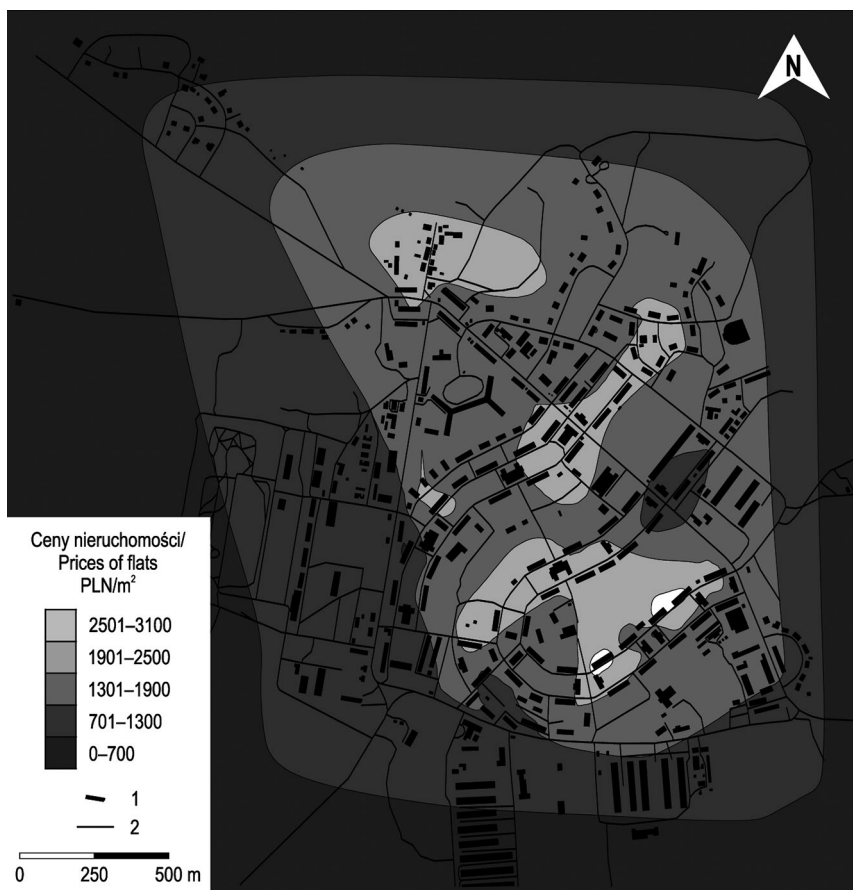 N
Ceny nieruchomości/
Prices of flats
PLN/m²
2501–3100
1901–2500
1301–1900
701–1300
0–700
1
2
0 250 500 m